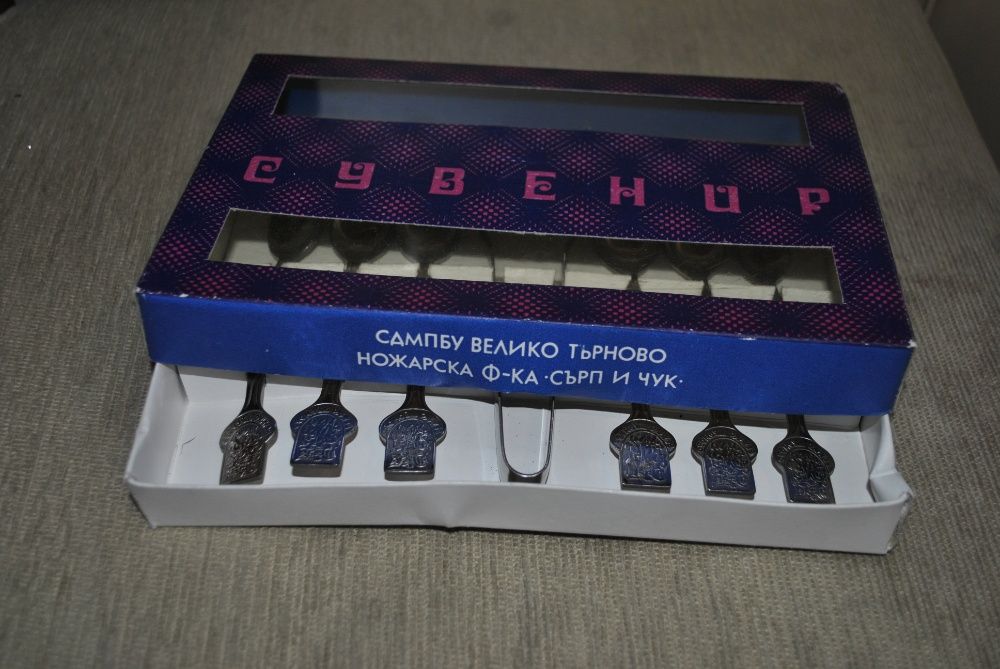 СУВЕНИР
САМПБУ ВЕЛИКО ТЪРНОВО
НОЖАРСКА Ф-КА ·СЪРП И ЧУК·